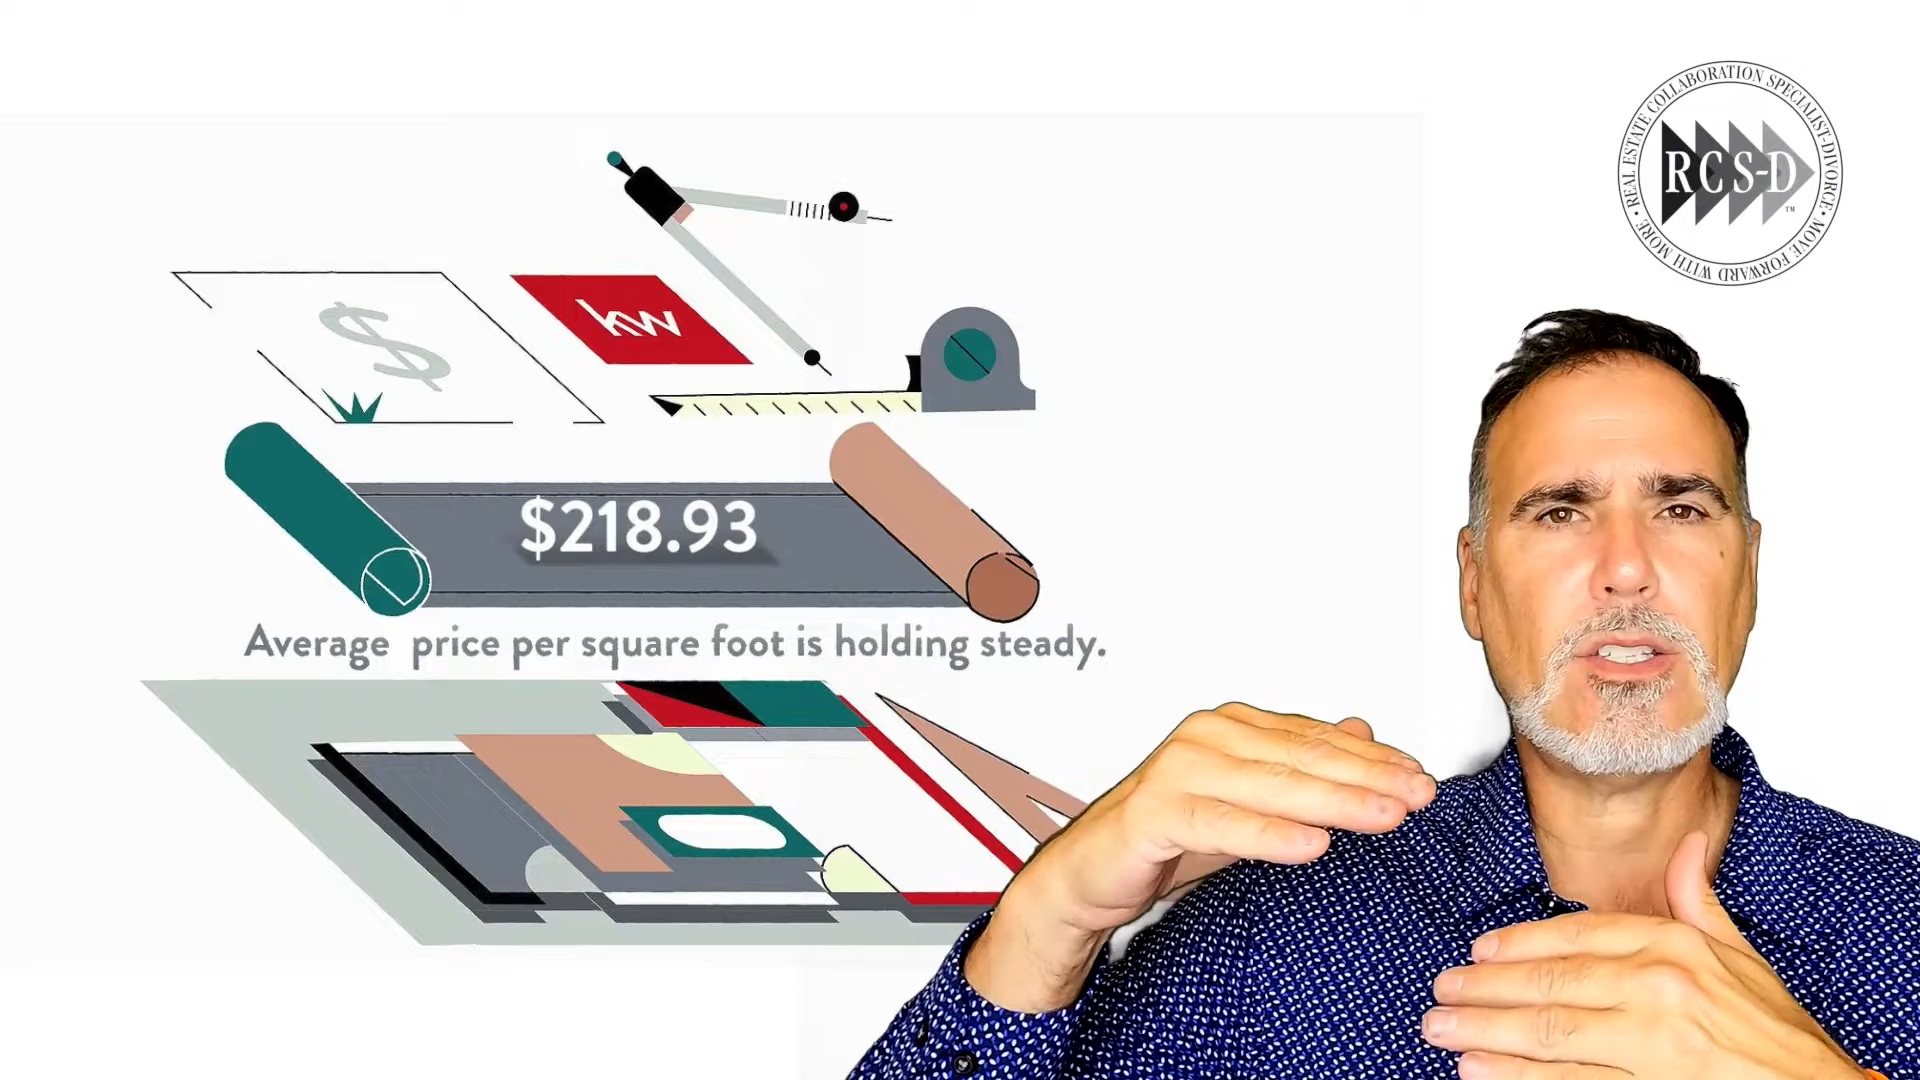 REAL ESTATE COLLABORATION SPECIALIST-DIVORCE • MOVE FORWARD WITH MORE •
RCS-D
TM
$
kw
$218.93
Average price per square foot is holding steady.